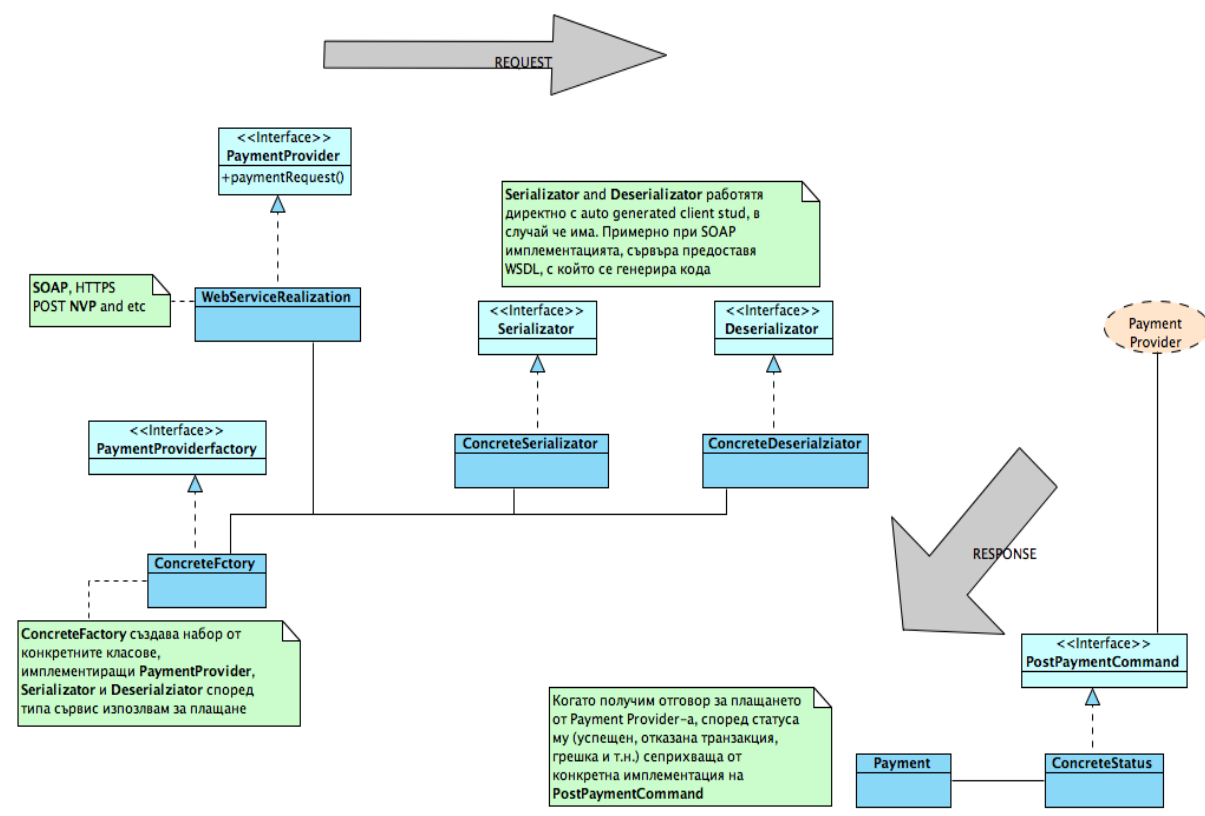 REQUEST
<<Interface>>
PaymentProvider
+paymentRequest()
Serializator and Deserializator работятя
директно с auto generated client stud, в
случай че има. Примерно при SOAP
имплементацията, сървъра предоставя
WSDL, с който се генерира кода
SOAP, HTTPS
POST NVP and etc
WebServiceRealization
<<Interface>>
Serializator
<<Interface>>
Deserializator
Payment
Provider
<<Interface>>
PaymentProviderfactory
ConcreteSerializator
ConcreteDeserialziator
RESPONSE
ConcreteFctory
ConcreteFactory създава набор от
конкретните класове,
имплементиращи PaymentProvider,
Serializator и Deserialziator според
типа сървис изпозлвам за плащане
<<Interface>>
PostPaymentCommand
Когато получим отговор за плащането
от Payment Provider-а, според статуса
му (успещен, отказана транзакция,
грешка и т.н.) сеприхваща от
конкретна имплементация на
PostPaymentCommand
Payment
ConcreteStatus